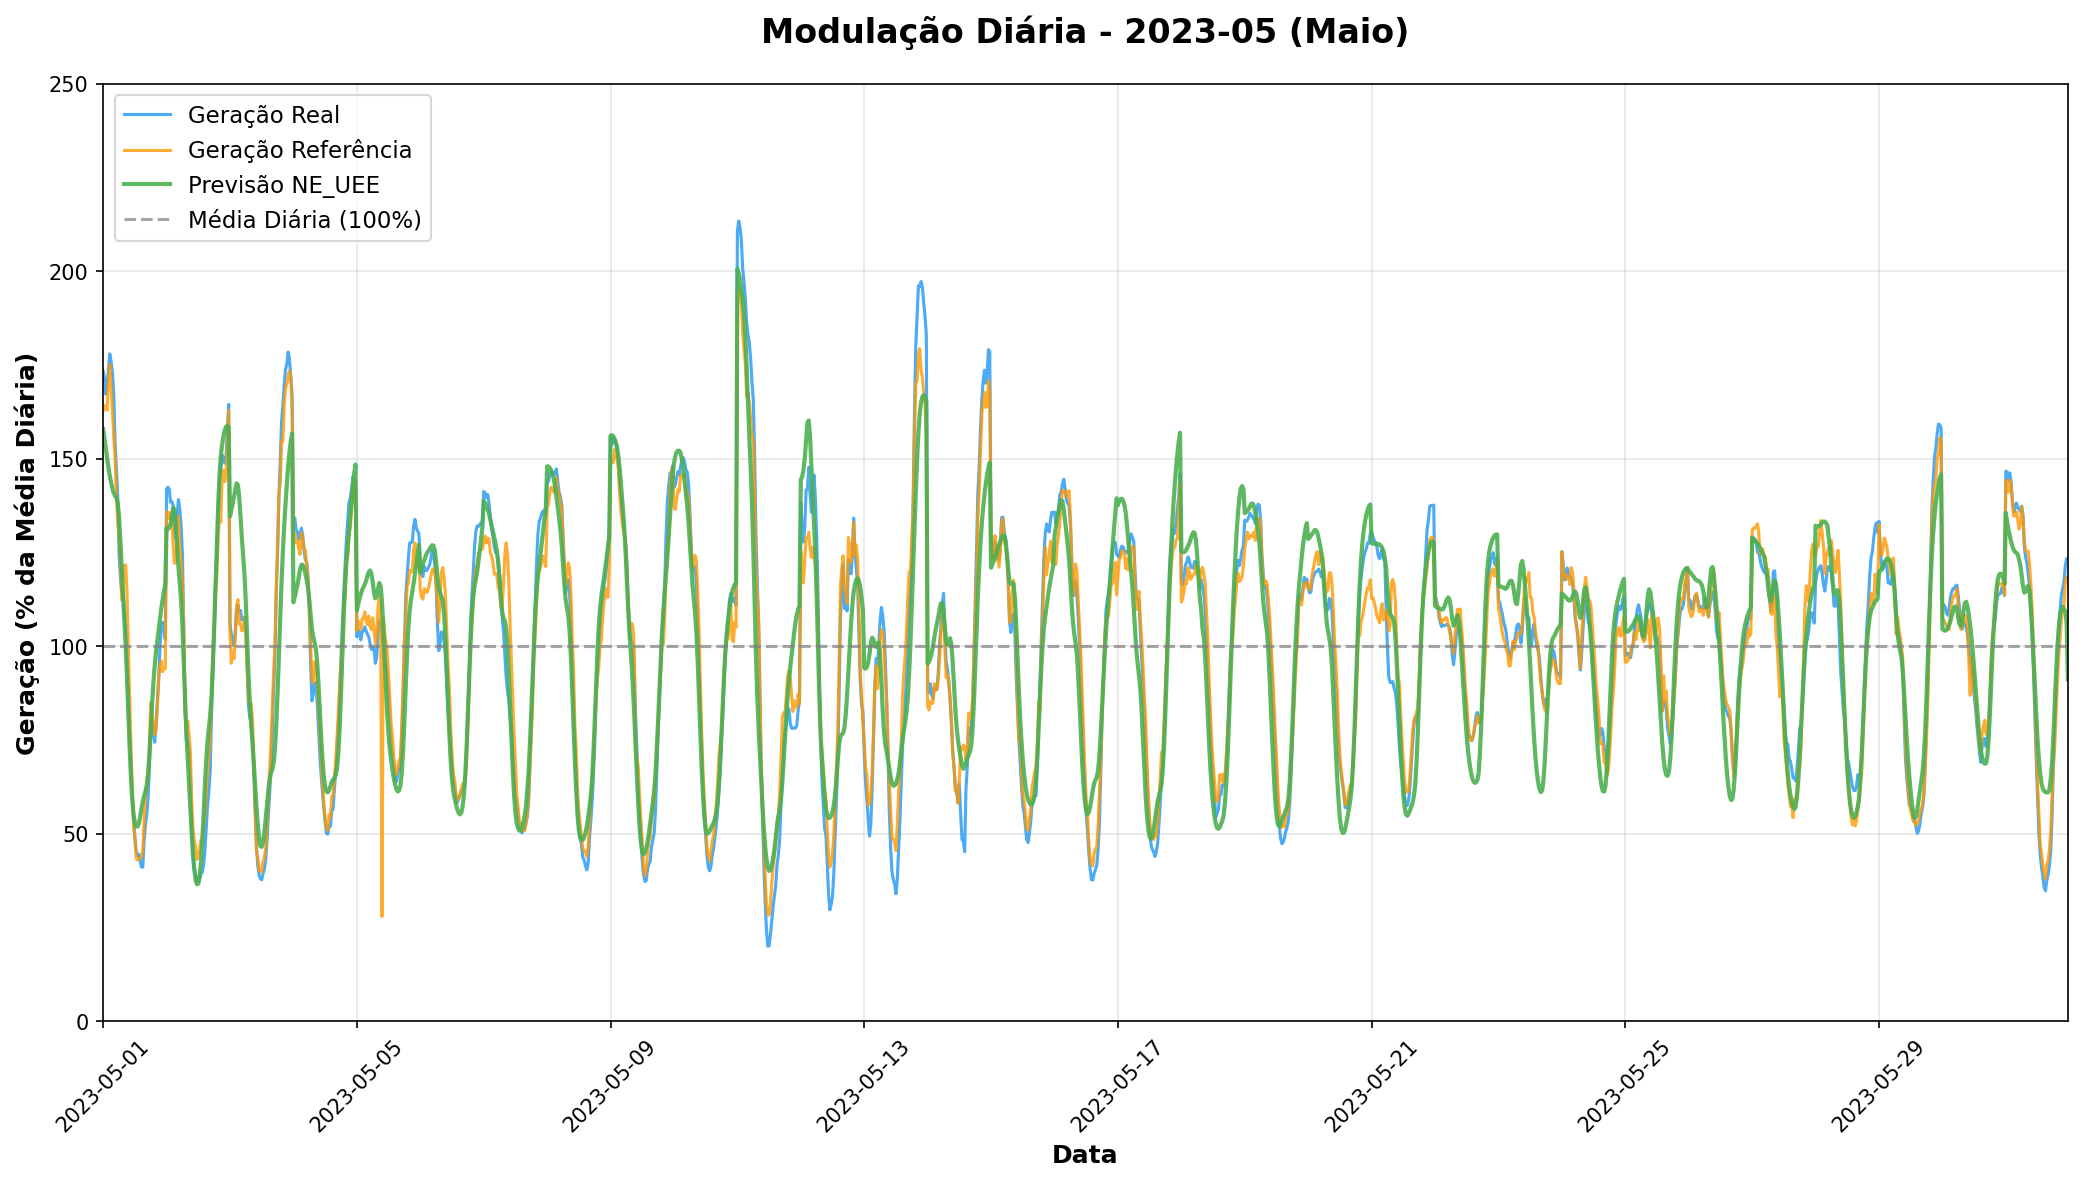 Modulação Diária - 2023-05 (Maio)
Geração (% da Média Diária)
250
200
150
100
50
0
Geração Real
Geração Referência
Previsão NE_UEE
Média Diária (100%)
2023-05-01
2023-05-05
2023-05-09
2023-05-13
2023-05-17
2023-05-21
2023-05-25
2023-05-29
Data